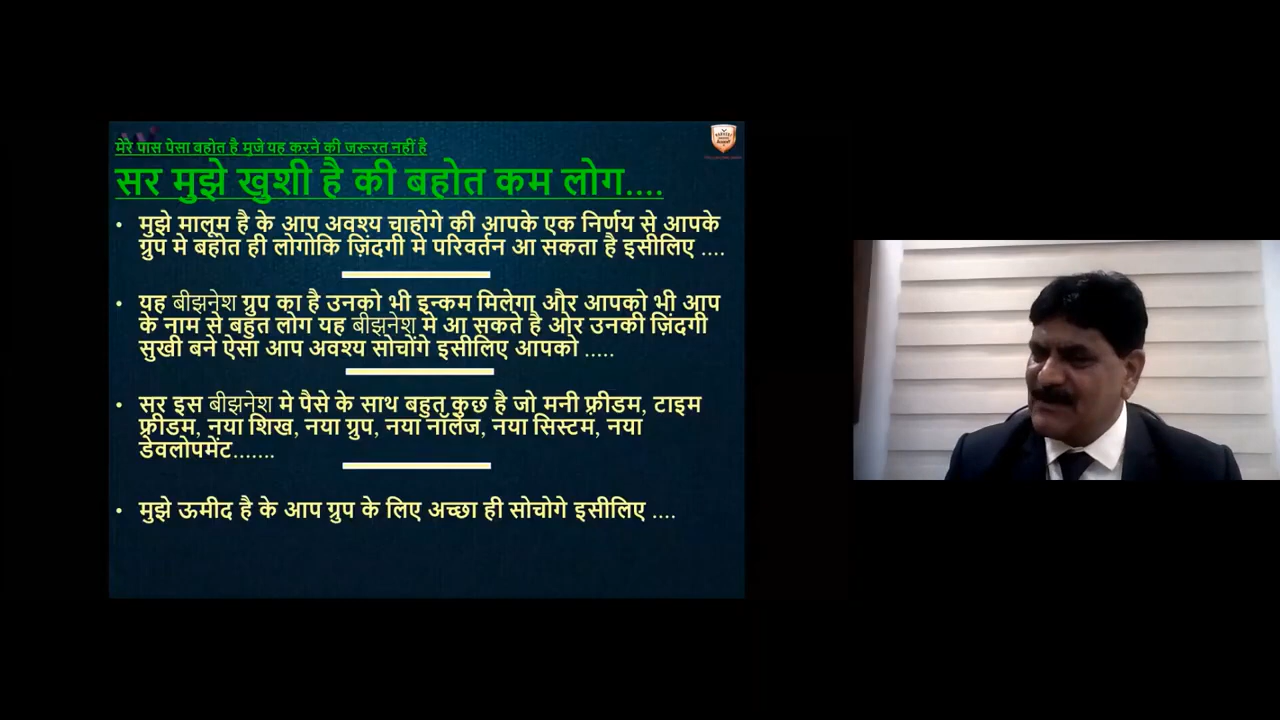 मेरे पास पेसा बहोत है मुजे यह करने की जरूरत नहीं है
सर मुझे खुशी है की बहोत कम लोग....
• मुझे मालूम है के आप अवश्य चाहोगे की आपके एक निर्णय से आपके
ग्रुप मे बहोत ही लोगोकि ज़िंदगी मे परिवर्तन आ सकता है इसीलिए ....
• यह बीझनेश ग्रुप का है उनको भी इन्कम मिलेगा और आपको भी आप
के नाम से बहुत लोग यह बीझनेश मे आ सकते है ओर उनकी ज़िंदगी
सुखी बने ऐसा आप अवश्य सोचोंगे इसीलिए आपको .....
• सर इस बीझनेश मे पैसे के साथ बहुत कुछ है जो मनी फ़्रीडम, टाइम
फ़्रीडम, नया शिख, नया ग्रुप, नया नॉलेज, नया सिस्टम, नया
डेवलोपमेंट.......
• मुझे ऊमीद है के आप ग्रुप के लिए अच्छा ही सोचोगे इसीलिए ....